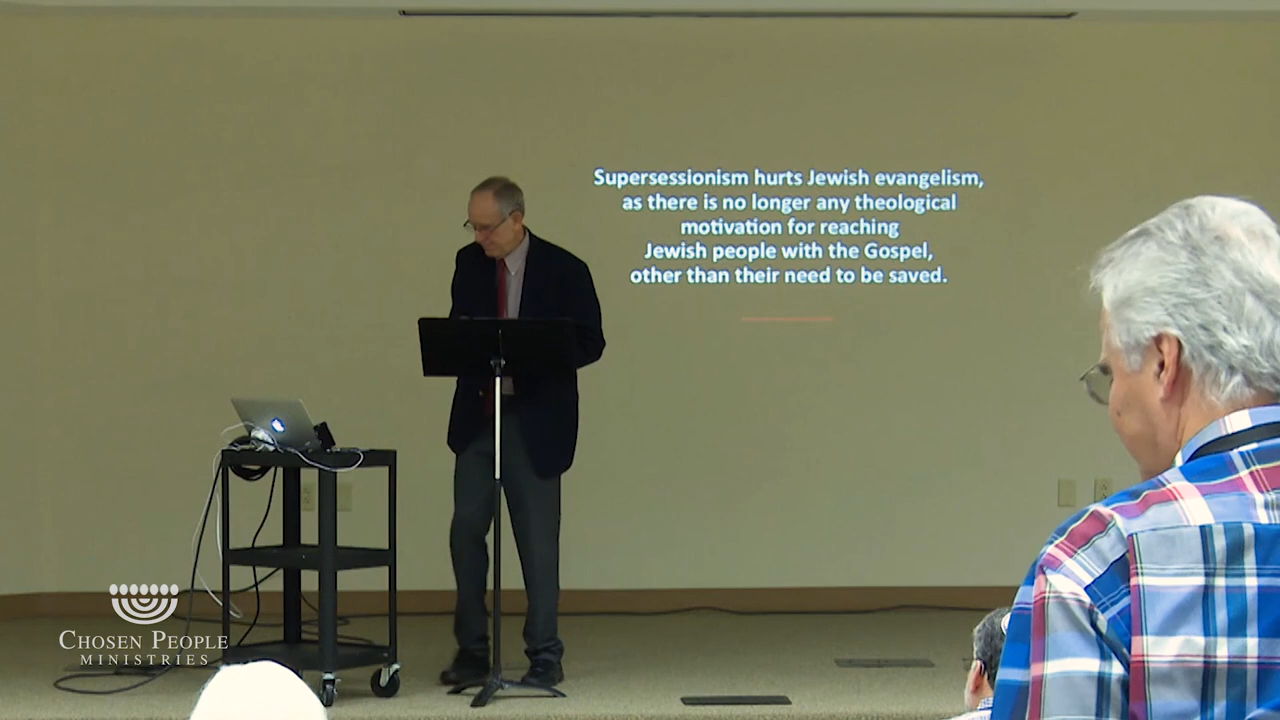 Supersessionism hurts Jewish evangelism,
as there is no longer any theological
motivation for reaching
Jewish people with the Gospel,
other than their need to be saved.
CHOSEN PEOPLE
MINISTRIES